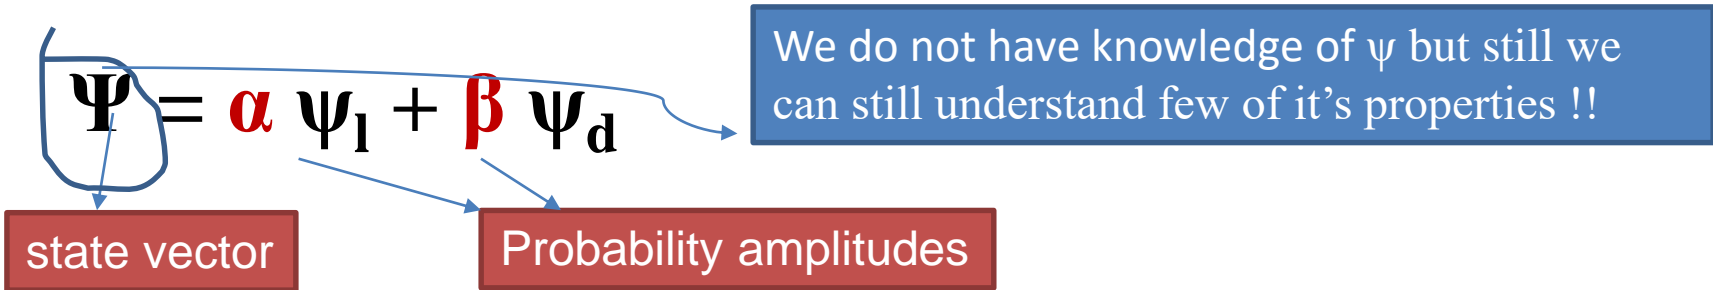 We do not have knowledge of ψ but still we
can still understand few of it’s properties !!
Ψ = α ψl + β ψd
state vector
Probability amplitudes